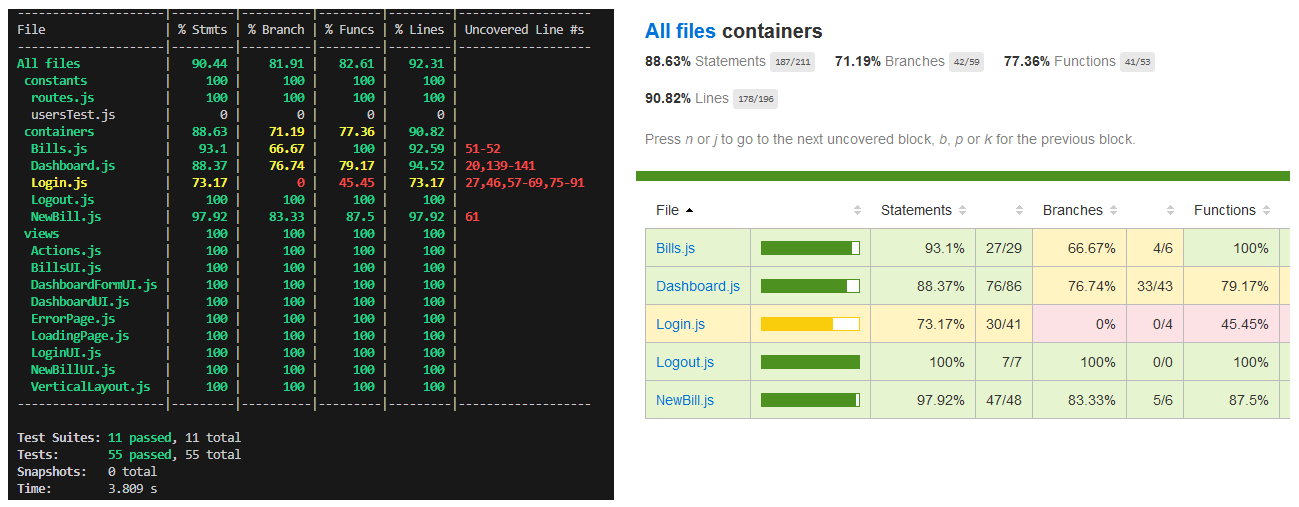 --------------------|---------|----------|---------|---------|-------------------
File | % Stmts | % Branch | % Funcs | % Lines | Uncovered Line #s
--------------------|---------|----------|---------|---------|-------------------
All files | 90.44 | 81.91 | 82.61 | 92.31 |
constants | 100 | 100 | 100 | 100 |
routes.js | 100 | 100 | 100 | 100 |
usersTest.js | 0 | 0 | 0 | 0 |
containers | 88.63 | 71.19 | 77.36 | 90.82 |
Bills.js | 93.1 | 66.67 | 100 | 92.59 | 51-52
Dashboard.js | 88.37 | 76.74 | 79.17 | 94.52 | 20,139-141
Login.js | 73.17 | 0 | 45.45 | 73.17 | 27,46,57-69,75-91
Logout.js | 100 | 100 | 100 | 100 |
NewBill.js | 97.92 | 83.33 | 87.5 | 97.92 | 61
views | 100 | 100 | 100 | 100 |
Actions.js | 100 | 100 | 100 | 100 |
BillsUI.js | 100 | 100 | 100 | 100 |
DashboardFormUI.js | 100 | 100 | 100 | 100 |
DashboardUI.js | 100 | 100 | 100 | 100 |
ErrorPage.js | 100 | 100 | 100 | 100 |
LoadingPage.js | 100 | 100 | 100 | 100 |
LoginUI.js | 100 | 100 | 100 | 100 |
NewBillUI.js | 100 | 100 | 100 | 100 |
VerticalLayout.js | 100 | 100 | 100 | 100 |
--------------------|---------|----------|---------|---------|-------------------
Test Suites: 11 passed, 11 total
Tests: 55 passed, 55 total
Snapshots: 0 total
Time: 3.809 s
All files containers
88.63% Statements 187/211 71.19% Branches 42/59 77.36% Functions 41/53
90.82% Lines 178/196
Press n or j to go to the next uncovered block, b, p or k for the previous block.
File Statements Branches Functions
Bills.js 93.1% 27/29 66.67% 4/6 100%
Dashboard.js 88.37% 76/86 76.74% 33/43 79.17%
Login.js 73.17% 30/41 0% 0/4 45.45%
Logout.js 100% 7/7 100% 0/0 100%
NewBill.js 97.92% 47/48 83.33% 5/6 87.5%